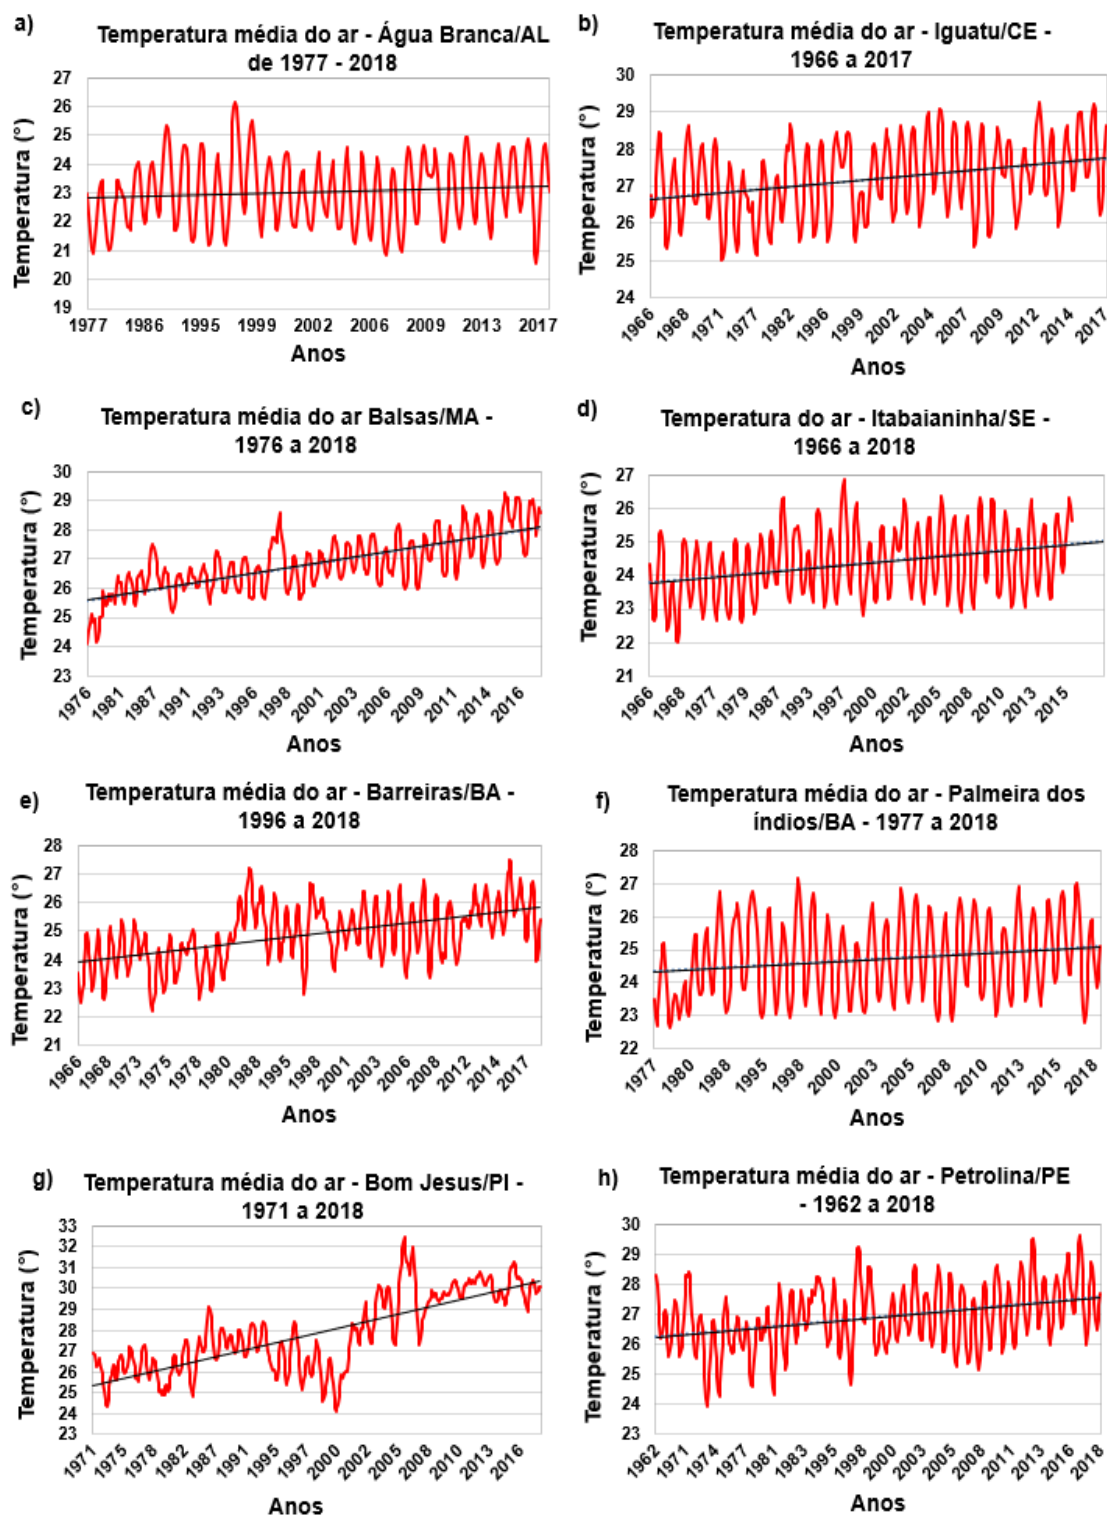 a)
Temperatura média do ar - Água Branca/AL
de 1977 - 2018
Temperatura (°)
27
26
25
24
23
22
21
20
19
1977 1986 1995 1999 2002 2006 2009 2013 2017
Anos
b)
Temperatura média do ar - Iguatu/CE -
1966 a 2017
Temperatura (°)
30
29
28
27
26
25
24
1966 1968 1971 1977 1982 1996 1999 2002 2004 2007 2009 2012 2014 2017
Anos
c)
Temperatura média do ar Balsas/MA -
1976 a 2018
Temperatura (°)
30
29
28
27
26
25
24
23
1976 1981 1987 1991 1993 1996 1998 2001 2003 2006 2009 2011 2014 2016
Anos
d)
Temperatura do ar - Itabaianinha/SE -
1966 a 2018
Temperatura (°)
27
26
25
24
23
22
21
1966 1968 1977 1979 1987 1993 1997 2000 2002 2005 2008 2010 2013 2015
Anos
e)
Temperatura média do ar - Barreiras/BA -
1996 a 2018
Temperatura (°)
28
27
26
25
24
23
22
21
1966 1968 1973 1975 1978 1980 1988 1995 1998 2001 2003 2006 2008 2012 2014 2017
Anos
f)
Temperatura média do ar - Palmeira dos
índios/BA - 1977 a 2018
Temperatura (°)
28
27
26
25
24
23
22
1977 1980 1988 1995 1998 2000 2003 2005 2008 2010 2013 2015 2018
Anos
g)
Temperatura média do ar - Bom Jesus/PI -
1971 a 2018
Temperatura (°)
33
32
31
30
29
28
27
26
25
24
23
1971 1975 1978 1982 1987 1991 1995 1997 2000 2005 2008 2010 2013 2016
Anos
h)
Temperatura média do ar - Petrolina/PE
- 1962 a 2018
Temperatura (°)
30
29
28
27
26
25
24
23
1962 1971 1974 1977 1981 1983 1995 1998 2000 2003 2006 2008 2011 2013 2016 2018
Anos